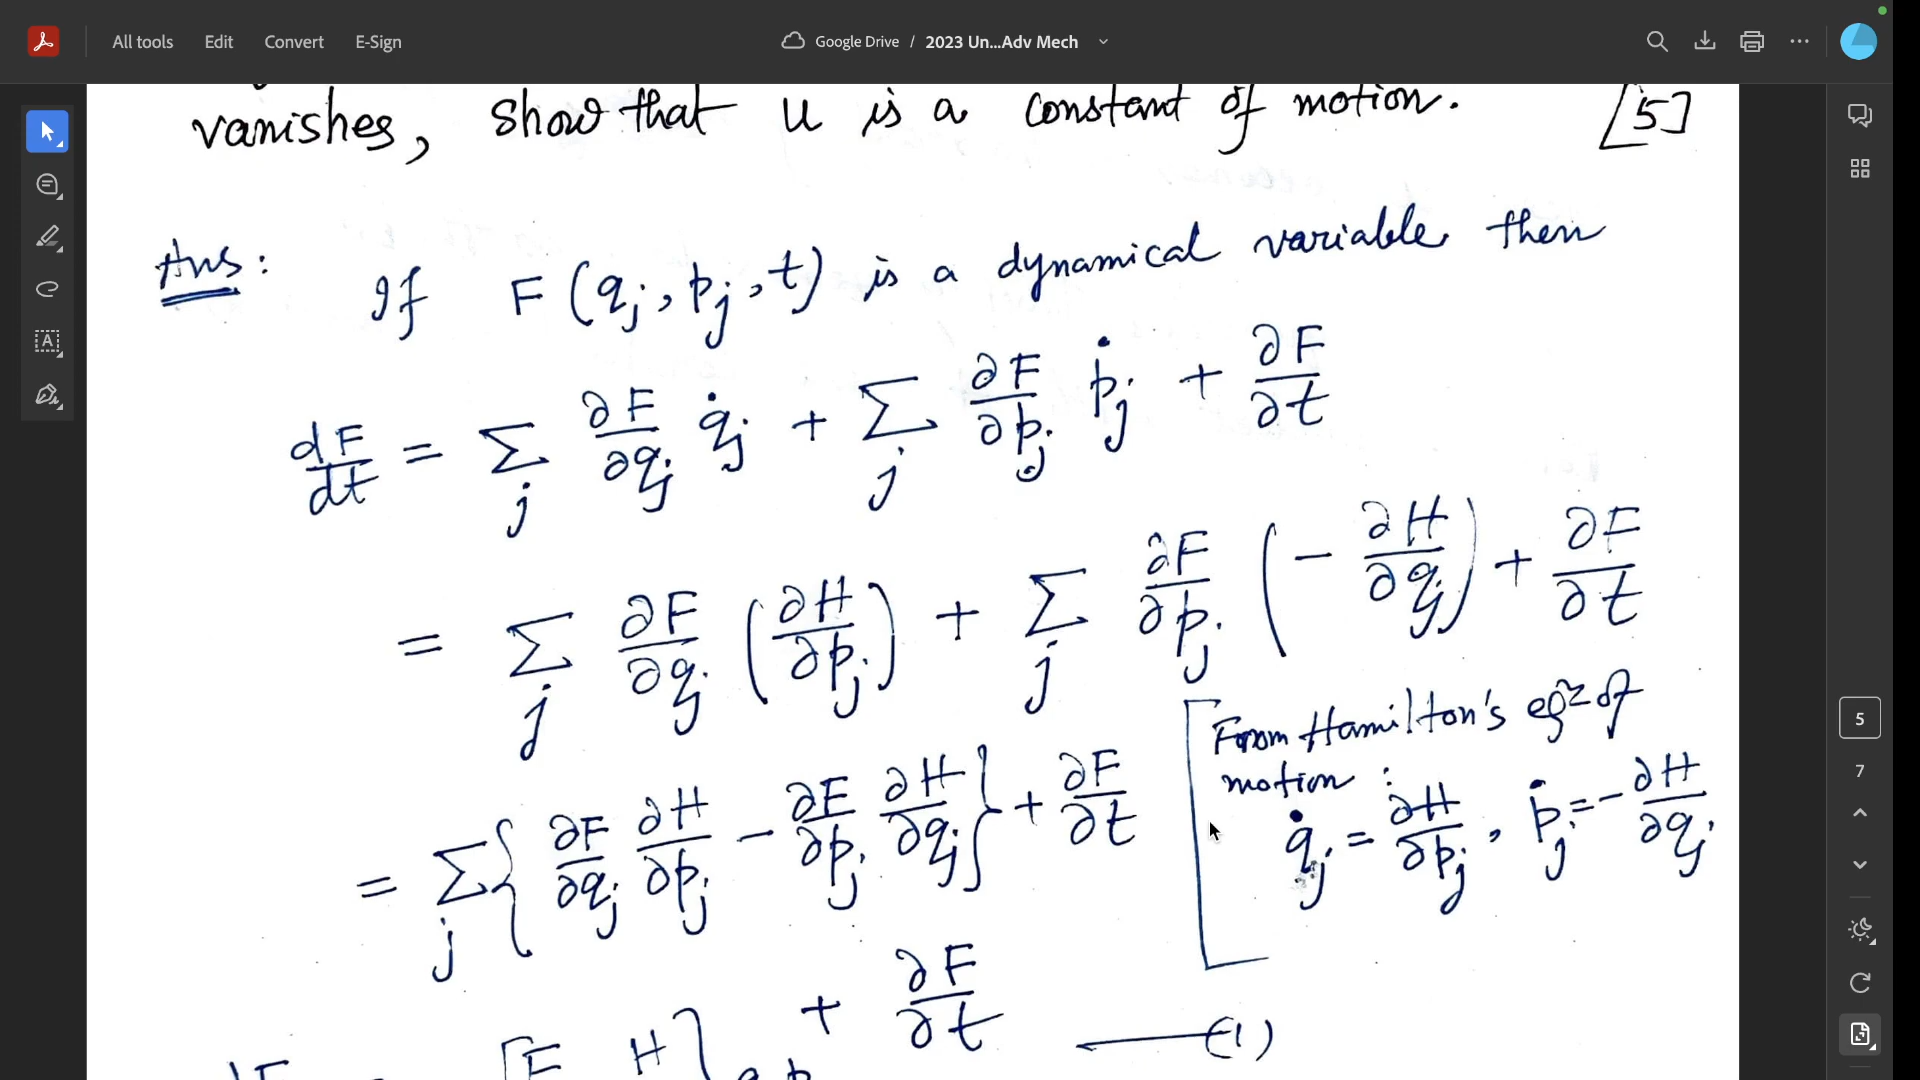 All tools Edit Convert E-Sign Google Drive / 2023 Un...Adv Mech
vanishes, show that u is a constant of motion. [5]
Ans: If F (qj, pj, t) is a dynamical variable then
dF/dt = Σj ∂F/∂qj q̇j + Σj ∂F/∂pj ṗj + ∂F/∂t
= Σj ∂F/∂qj (∂H/∂pj) + Σj ∂F/∂pj (- ∂H/∂qj) + ∂F/∂t
[From Hamilton's eqn of
motion :
q̇j = ∂H/∂pj, ṗj = - ∂H/∂qj
= Σj { ∂F/∂qj ∂H/∂pj - ∂F/∂pj ∂H/∂qj } + ∂F/∂t
[F H] + ∂F/∂t —(1)
5
7